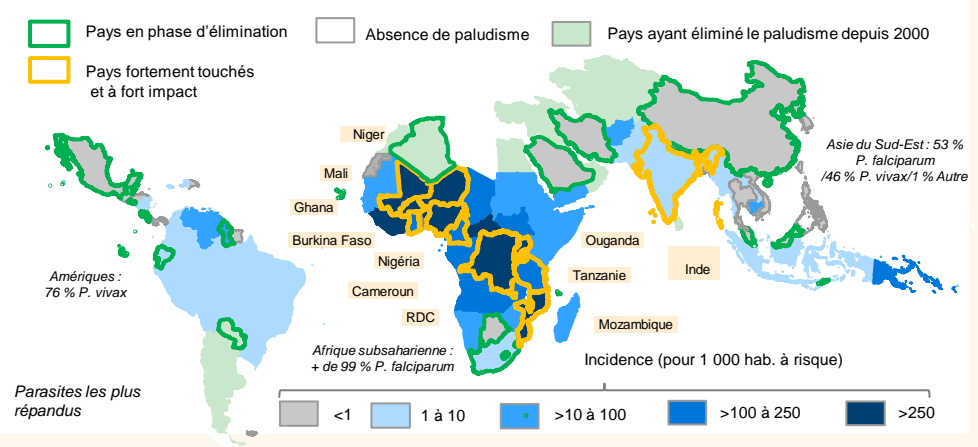 Pays en phase d'élimination
Absence de paludisme
Pays ayant éliminé le paludisme depuis 2000
Pays fortement touchés
et à fort impact
Niger
Mali
Ghana
Burkina Faso
Nigéria
Cameroun
RDC
Ouganda
Tanzanie
Mozambique
Inde
Asie du Sud-Est : 53 %
P. falciparum
/46 % P. vivax/1 % Autre
Amériques :
76 % P. vivax
Afrique subsaharienne :
+ de 99 % P. falciparum
Parasites les plus
répandus
Incidence (pour 1 000 hab. à risque)
<1
1 à 10
>10 à 100
>100 à 250
>250